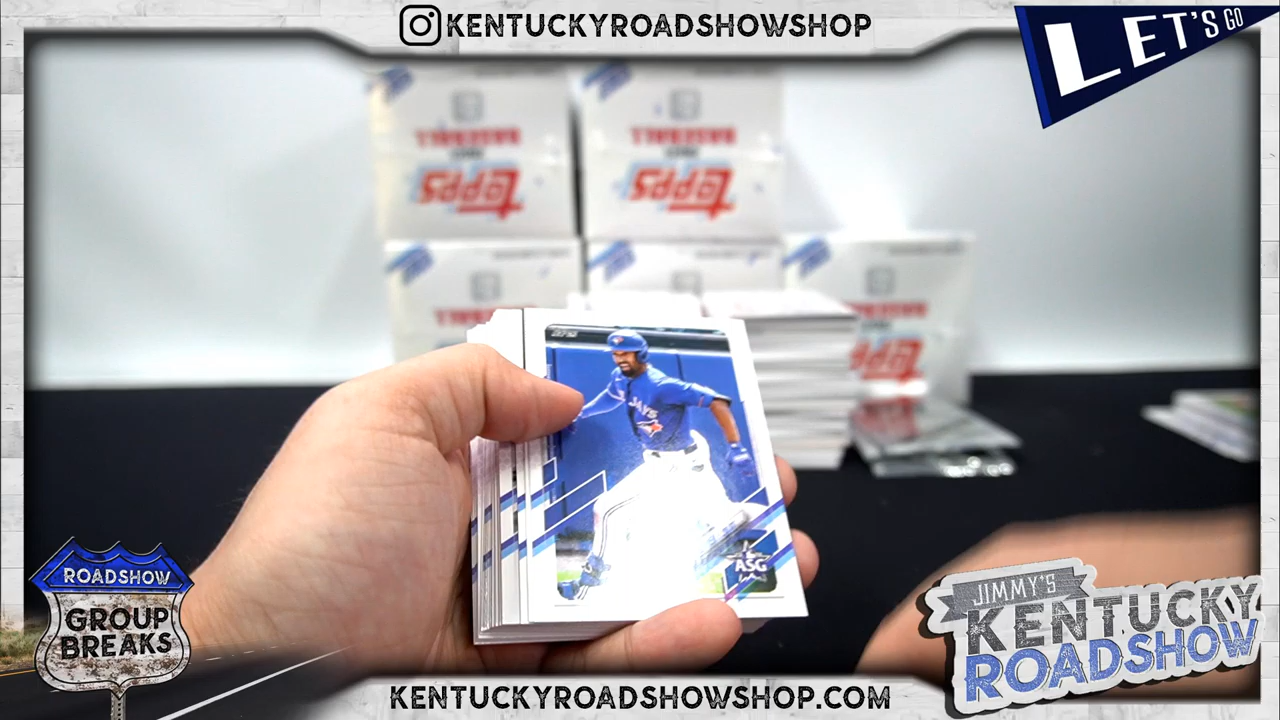 KENTUCKYROADSHOWSHOP
LET'S GO
BASEBALL
topps
BASEBALL
topps
topps
JAYS
ASG
ROADSHOW
GROUP
BREAKS
JIMMY'S
KENTUCKY
ROADSHOW
KENTUCKYROADSHOWSHOP.COM